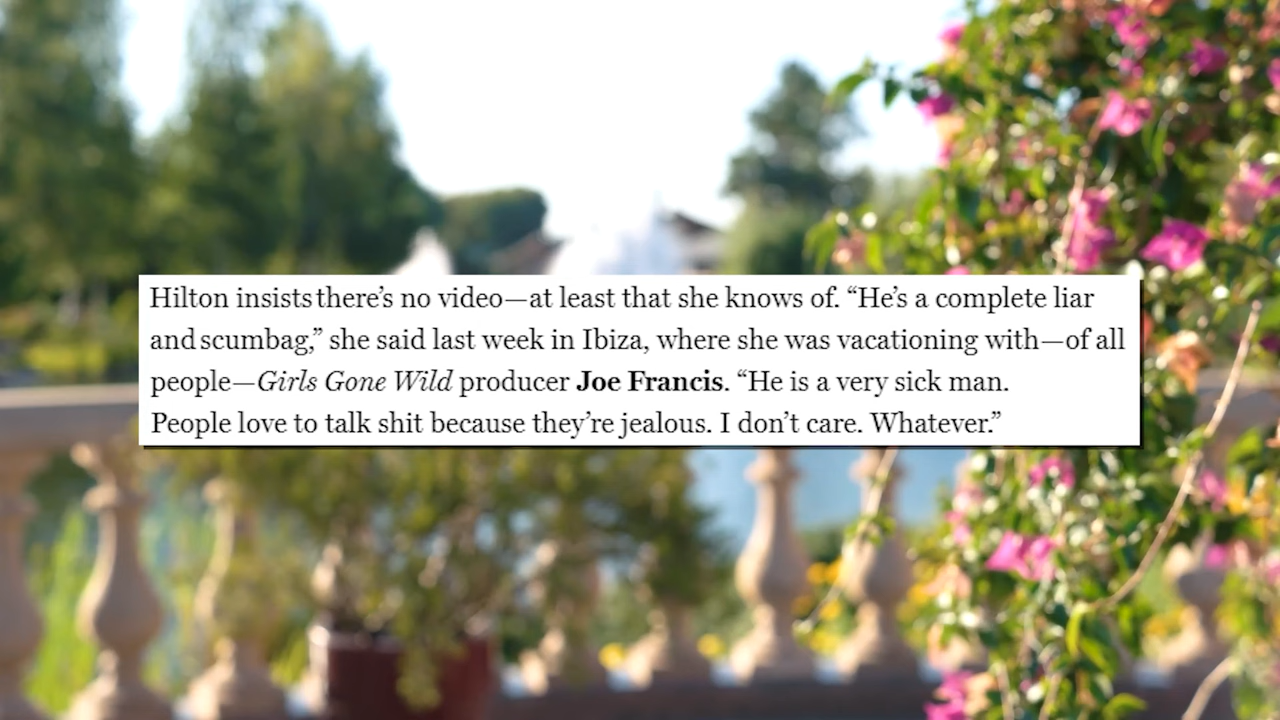 Hilton insists there’s no video—at least that she knows of. “He’s a complete liar
and scumbag,” she said last week in Ibiza, where she was vacationing with—of all
people—Girls Gone Wild producer Joe Francis. “He is a very sick man.
People love to talk shit because they’re jealous. I don’t care. Whatever.”